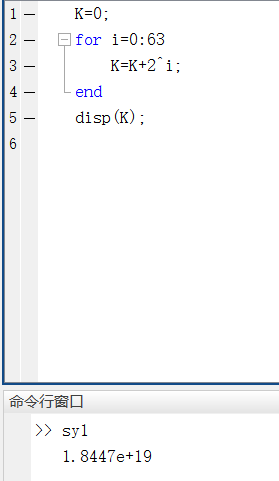 1 — K=0;
2 — for i=0:63
3 — K=K+2^i;
4 — end
5 — disp(K);
6
命令行窗口
>> sy1
1.8447e+19